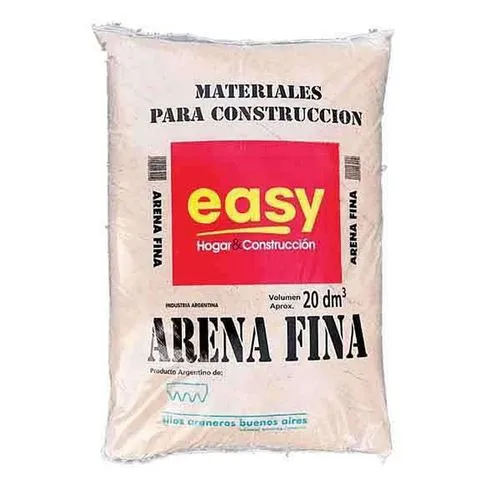 MATERIALES
PARA CONSTRUCCION
ARENA FINA
easy
Hogar&Construcción
ARENA FINA
INDUSTRIA ARGENTINA
Volumen
Aprox. 20 dm³
ARENA FINA
Producto Argentino de:
silos areneros buenos aires